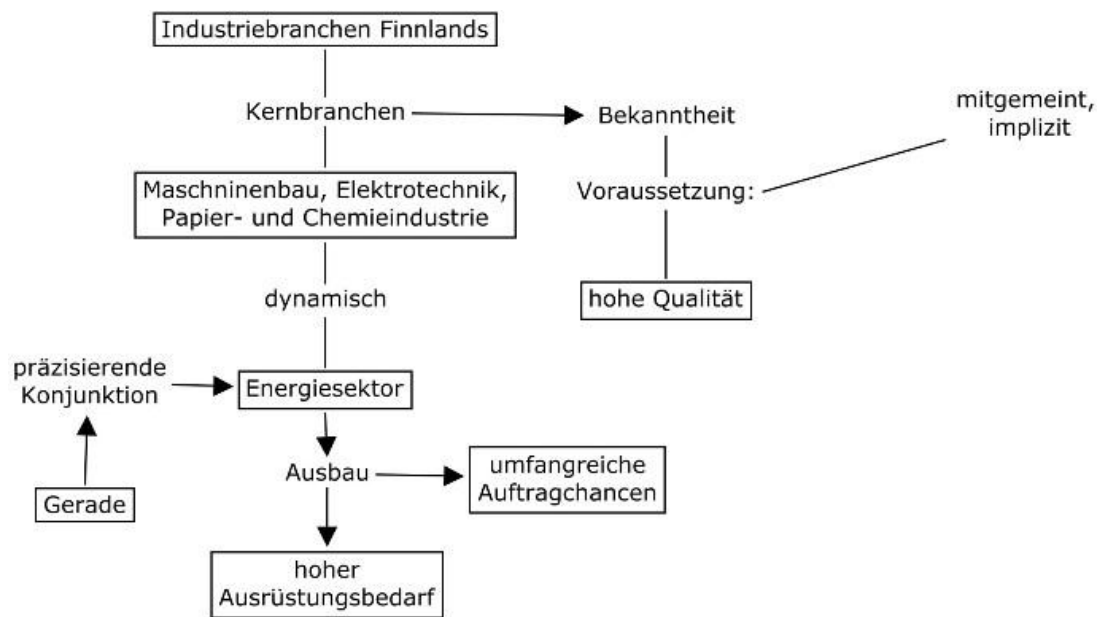 Industriebranchen Finnlands
Kernbranchen
Bekanntheit
mitgemeint,
implizit
Maschninenbau, Elektrotechnik,
Papier- und Chemieindustrie
Voraussetzung:
dynamisch
hohe Qualität
präzisierende
Konjunktion
Energiesektor
Ausbau
umfangreiche
Auftragchancen
Gerade
hoher
Ausrüstungsbedarf